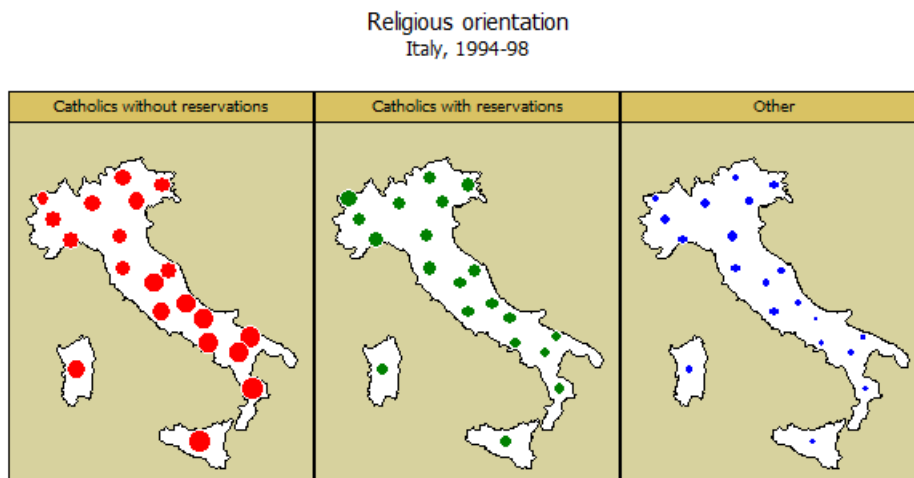 Religious orientation
Italy, 1994-98
Catholics without reservations
Catholics with reservations
Other